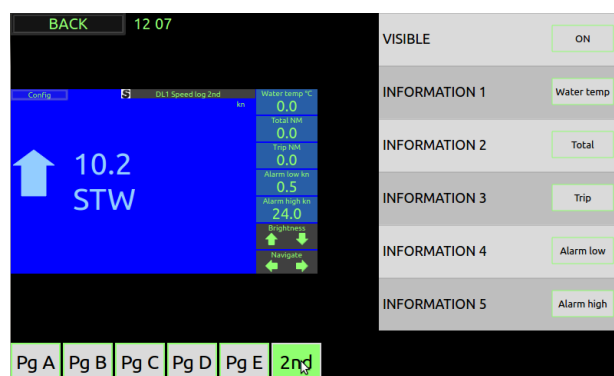 BACK 12 07
Config S DL1 Speed log 2nd
kn
10.2
STW
Water temp °C
0.0
Total NM
0.0
Trip NM
0.0
Alarm low kn
0.5
Alarm high kn
24.0
Brightness
Navigate
Pg A Pg B Pg C Pg D Pg E 2nd
VISIBLE ON
INFORMATION 1 Water temp
INFORMATION 2 Total
INFORMATION 3 Trip
INFORMATION 4 Alarm low
INFORMATION 5 Alarm high